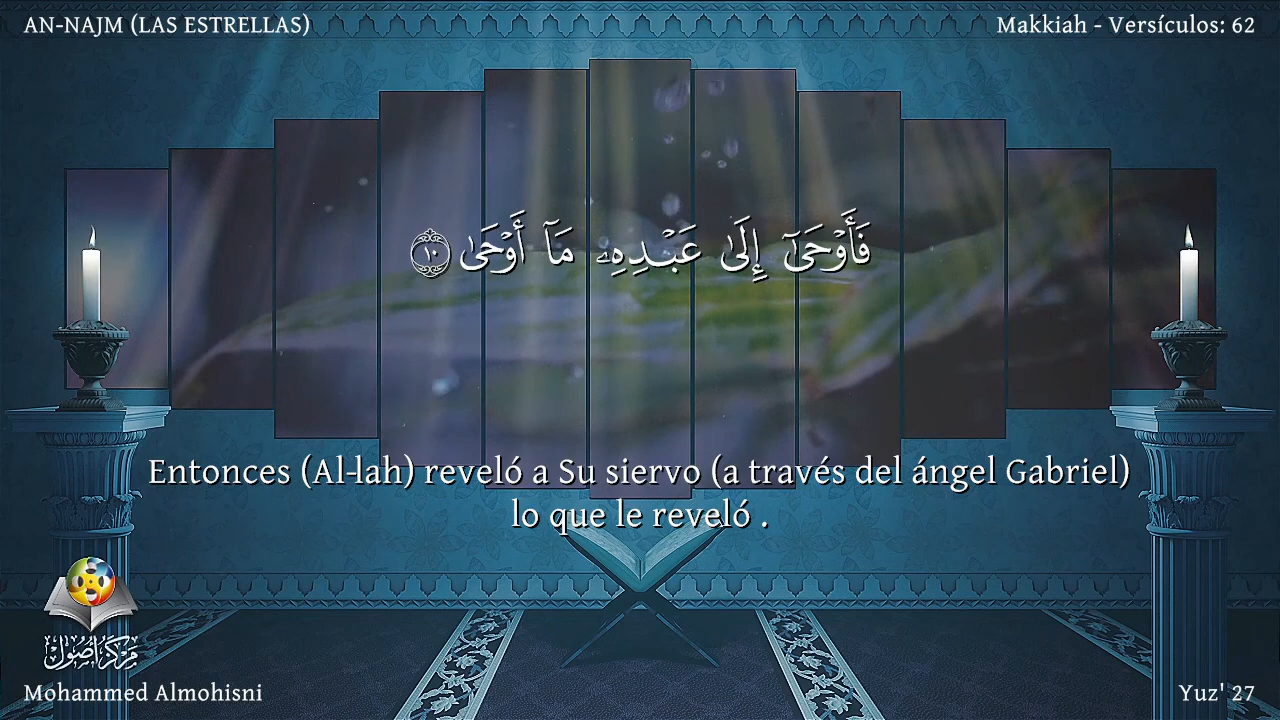 AN-NAJM (LAS ESTRELLAS)
Makkiah - Versículos: 62
فَأَوْحَىٰٓ إِلَىٰ عَبْدِهِۦ مَآ أَوْحَىٰ ١٠
Entonces (Al-lah) reveló a Su siervo (a través del ángel Gabriel)
lo que le reveló .
مركز أصول
Mohammed Almohisni
Yuz' 27